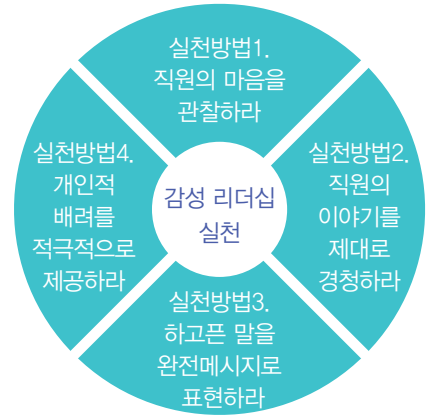 실천방법1.
직원의 마음을
관찰하라
실천방법2.
직원의
이야기를
제대로
경청하라
실천방법3.
하고픈 말을
완전메시지로
표현하라
실천방법4.
개인적
배려를
적극적으로
제공하라
감성 리더십
실천